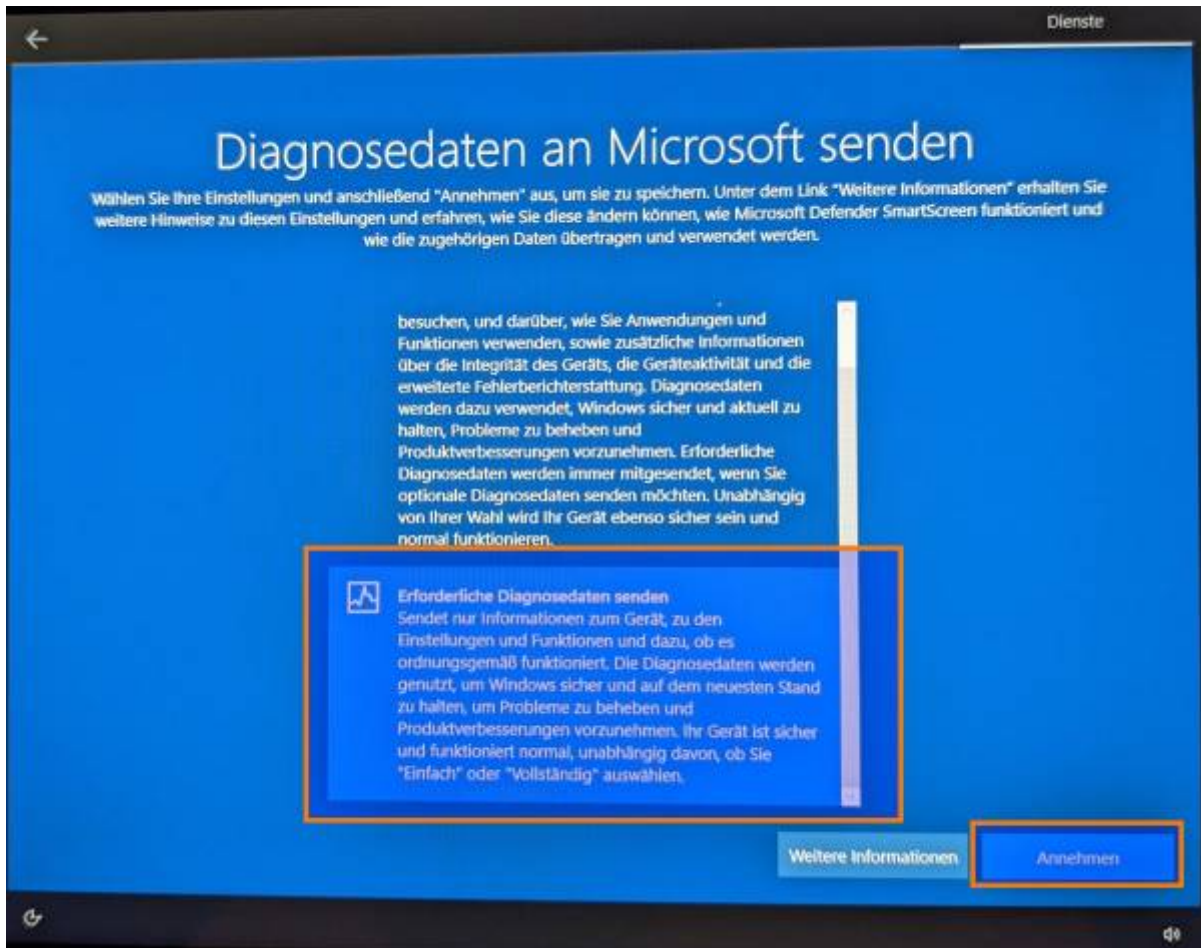 Dienste
Diagnosedaten an Microsoft senden
Wählen Sie Ihre Einstellungen und anschließend "Annehmen" aus, um sie zu speichern. Unter dem Link "Weitere Informationen" erhalten Sie
weitere Hinweise zu diesen Einstellungen und erfahren, wie Sie diese ändern können, wie Microsoft Defender SmartScreen funktioniert und
wie die zugehörigen Daten übertragen und verwendet werden.
besuchen, und darüber, wie Sie Anwendungen und
Funktionen verwenden, sowie zusätzliche Informationen
über die Integrität des Geräts, die Geräteaktivität und die
erweiterte Fehlerberichterstattung. Diagnosedaten
werden dazu verwendet, Windows sicher und aktuell zu
halten, Probleme zu beheben und
Produktverbesserungen vorzunehmen. Erforderliche
Diagnosedaten werden immer mitgesendet, wenn Sie
optionale Diagnosedaten senden möchten. Unabhängig
von Ihrer Wahl wird Ihr Gerät ebenso sicher sein und
normal funktionieren.
Erforderliche Diagnosedaten senden
Sendet nur Informationen zum Gerät, zu den
Einstellungen und Funktionen und dazu, ob es
ordnungsgemäß funktioniert. Die Diagnosedaten werden
genutzt, um Windows sicher und auf dem neuesten Stand
zu halten, um Probleme zu beheben und
Produktverbesserungen vorzunehmen. Ihr Gerät ist sicher
und funktioniert normal, unabhängig davon, ob Sie
"Einfach" oder "Vollständig" auswählen.
Weitere Informationen
Annehmen